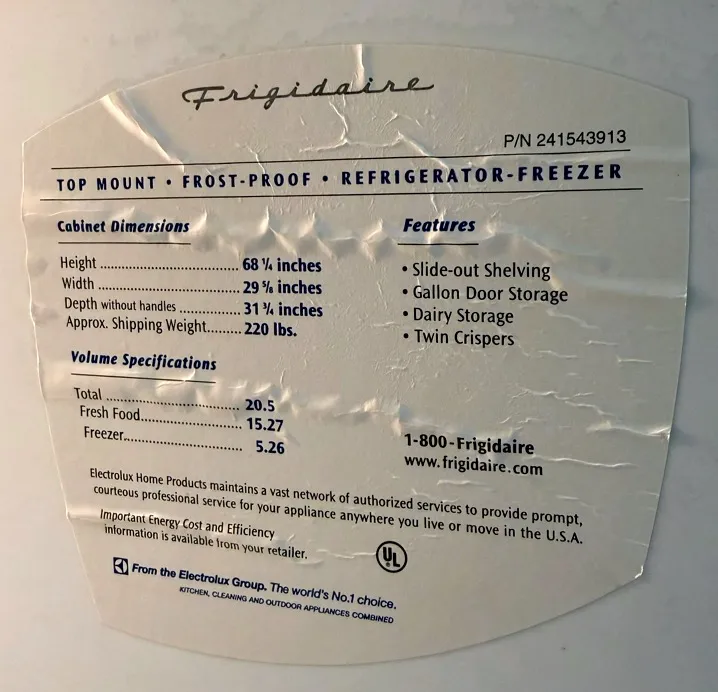 Frigidaire
P/N 241543913
TOP MOUNT • FROST-PROOF • REFRIGERATOR-FREEZER
Cabinet Dimensions
Height ................................ 68 ¼ inches
Width ................................. 29 ⅝ inches
Depth without handles .............. 31 ¾ inches
Approx. Shipping Weight........ 220 lbs.
Features
• Slide-out Shelving
• Gallon Door Storage
• Dairy Storage
• Twin Crispers
Volume Specifications
Total ............................... 20.5
Fresh Food........................ 15.27
Freezer............................ 5.26
1-800-Frigidaire
www.frigidaire.com
Electrolux Home Products maintains a vast network of authorized services to provide prompt,
courteous professional service for your appliance anywhere you live or move in the U.S.A.
Important Energy Cost and Efficiency
information is available from your retailer.
UL
From the Electrolux Group. The world's No.1 choice.
KITCHEN, CLEANING AND OUTDOOR APPLIANCES COMBINED